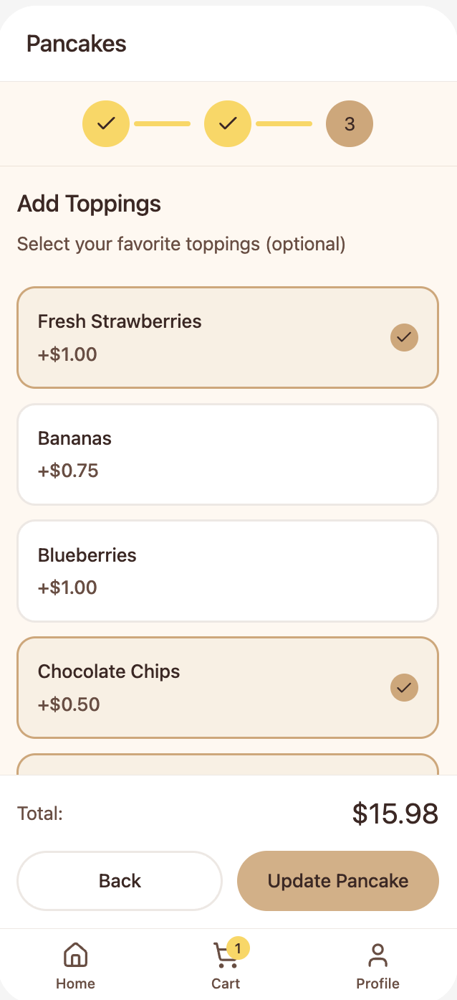 Pancakes
3
Add Toppings
Select your favorite toppings (optional)
Fresh Strawberries
+$1.00
Bananas
+$0.75
Blueberries
+$1.00
Chocolate Chips
+$0.50
Total:
$15.98
Back
Update Pancake
1
Home
Cart
Profile